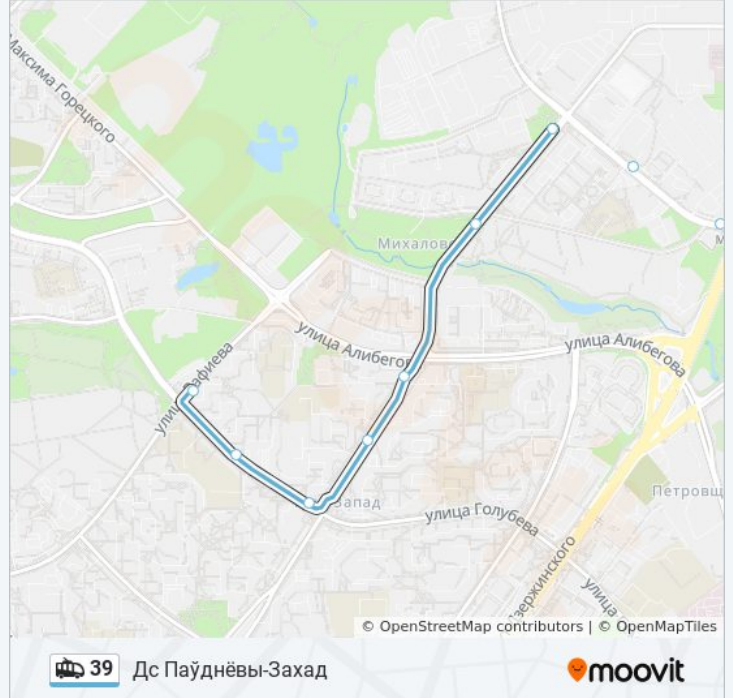 Максима Горецкого
Михалово
улица Алибегова
улица Алибегова
улица Рафиева
Запад
улица Голубева
Петровщ
Дзержинского
улица
М
© OpenStreetMap contributors | © OpenMapTiles
39 Дс Паўднёвы-Захад
moovit